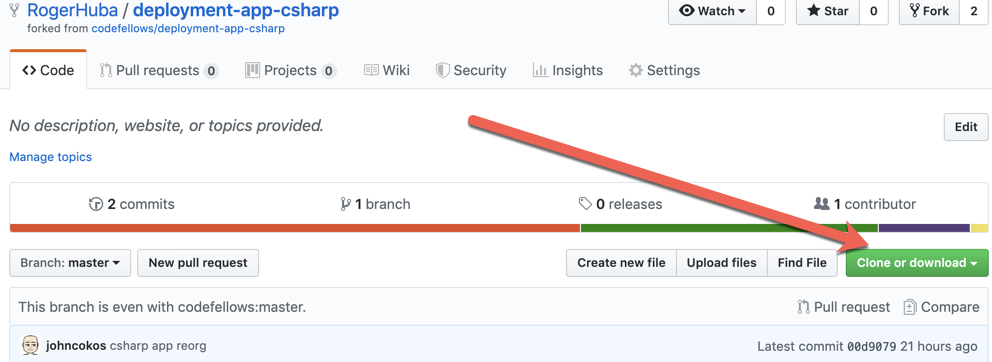 RogerHuba / deployment-app-csharp
Watch 0 Star 0 Fork 2
forked from codefellows/deployment-app-csharp
Code Pull requests 0 Projects 0 Wiki Security Insights Settings
No description, website, or topics provided.
Edit
Manage topics
2 commits 1 branch 0 releases 1 contributor
Branch: master New pull request Create new file Upload files Find File Clone or download
This branch is even with codefellows:master. Pull request Compare
johncokos csharp app reorg Latest commit 00d9079 21 hours ago